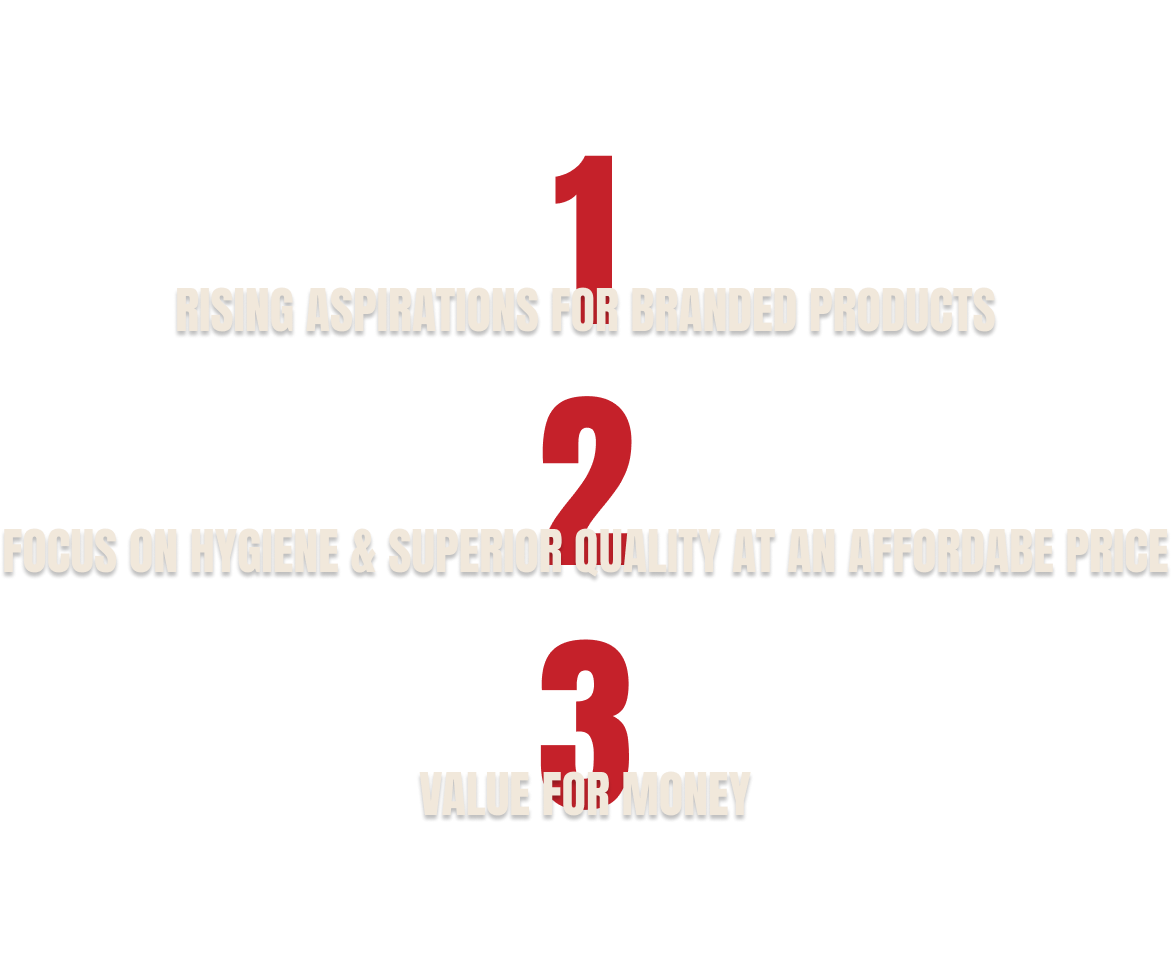 1
RISING ASPIRATIONS FOR BRANDED PRODUCTS
2
FOCUS ON HYGIENE & SUPERIOR QUALITY AT AN AFFORDABE PRICE
3
VALUE FOR MONEY